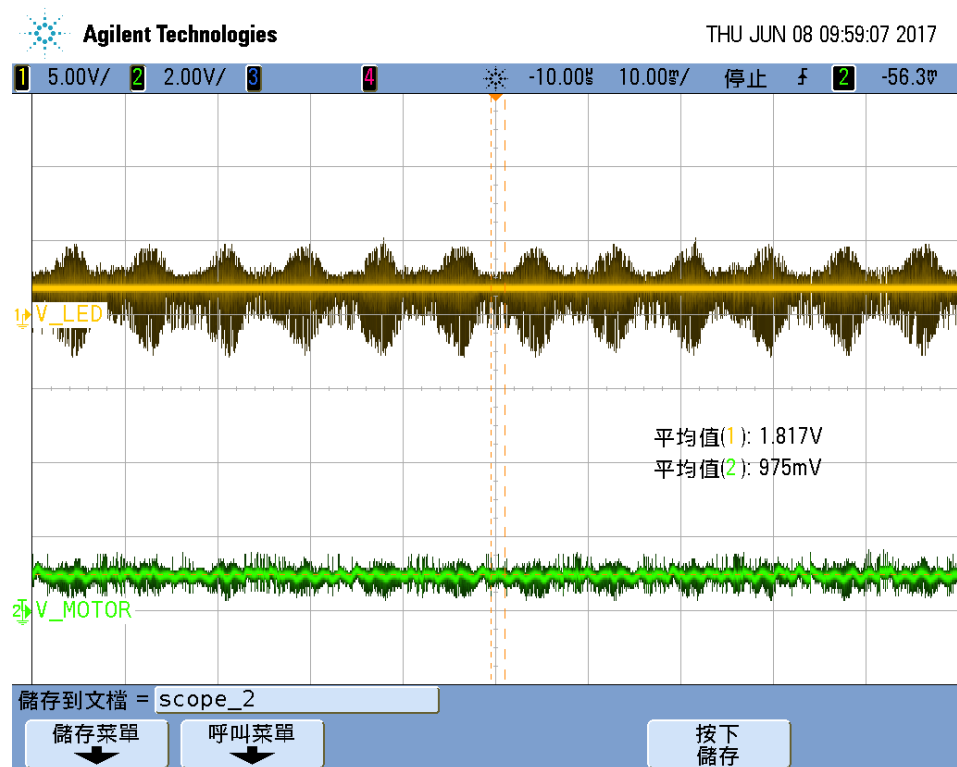 Agilent Technologies
THU JUN 08 09:59:07 2017
1 5.00V/ 2 2.00V/ 3 4 -10.00µs 10.00ms/ 停止 2 -56.3mV
1 V_LED
平均值(1): 1.817V
平均值(2): 975mV
2 V_MOTOR
儲存到文檔 = scope_2
儲存菜單
呼叫菜單
按下
儲存